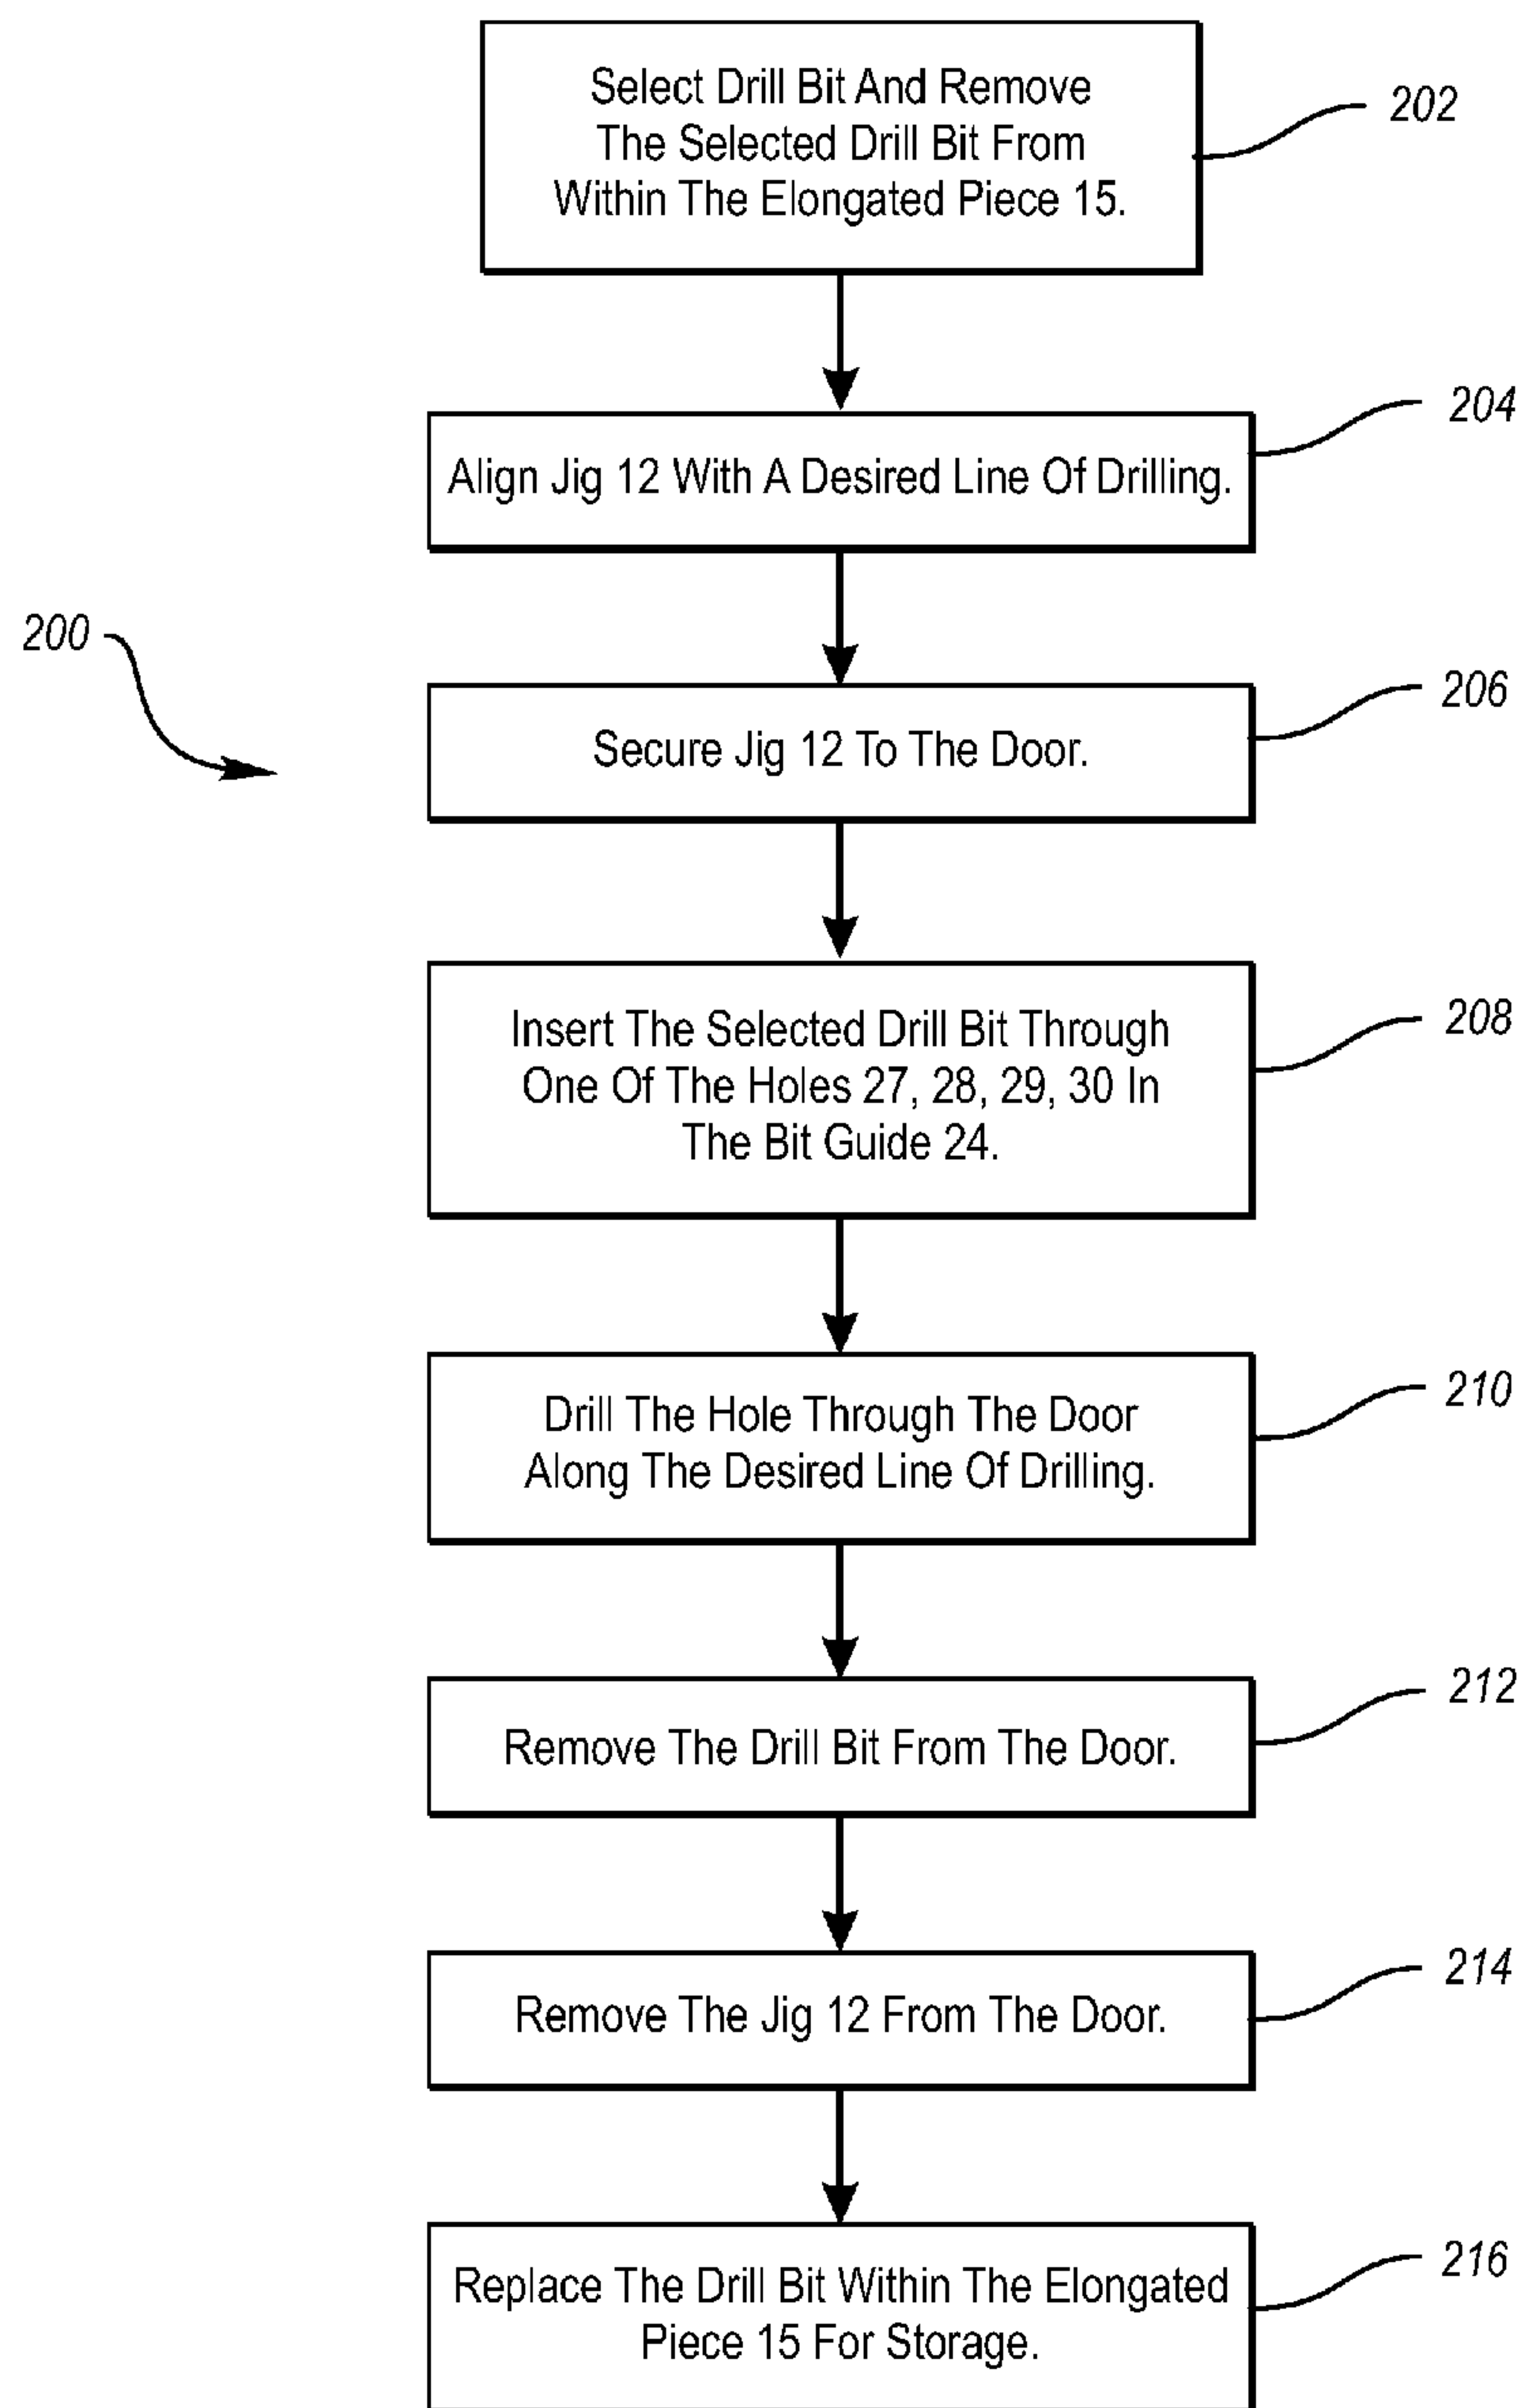 Select Drill Bit And Remove
The Selected Drill Bit From
Within The Elongated Piece 15.
202
Align Jig 12 With A Desired Line Of Drilling.
204
200
Secure Jig 12 To The Door.
206
Insert The Selected Drill Bit Through
One Of The Holes 27, 28, 29, 30 In
The Bit Guide 24.
208
Drill The Hole Through The Door
Along The Desired Line Of Drilling.
210
Remove The Drill Bit From The Door.
212
Remove The Jig 12 From The Door.
214
Replace The Drill Bit Within The Elongated
Piece 15 For Storage.
216